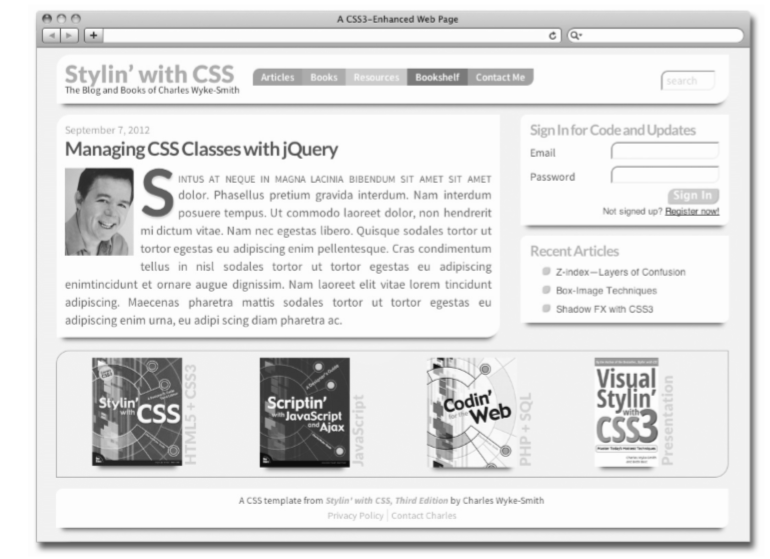 A CSS3–Enhanced Web Page
Stylin' with CSS
The Blog and Books of Charles Wyke-Smith
Articles Books Resources Bookshelf Contact Me
search
September 7, 2012
Managing CSS Classes with jQuery
SINTUS AT NEQUE IN MAGNA LACINIA BIBENDUM SIT AMET SIT AMET
dolor. Phasellus pretium gravida interdum. Nam interdum
posuere tempus. Ut commodo laoreet dolor, non hendrerit
mi dictum vitae. Nam nec egestas libero. Quisque sodales tortor ut
tortor egestas eu adipiscing enim pellentesque. Cras condimentum
tellus in nisl sodales tortor ut tortor egestas eu adipiscing
enimtincidunt et ornare augue dignissim. Nam laoreet elit vitae lorem tincidunt
adipiscing. Maecenas pharetra mattis sodales tortor ut tortor egestas eu
adipiscing enim urna, eu adipi scing diam pharetra ac.
Sign In for Code and Updates
Email
Password
Sign In
Not signed up? Register now!
Recent Articles
Z-index—Layers of Confusion
Box-Image Techniques
Shadow FX with CSS3
Stylin'
with CSS
HTML5 + CSS3
Scriptin'
with JavaScript
and Ajax
JavaScript
Codin'
for the Web
PHP + SQL
Visual
Stylin'
with
CSS3
Presentation
A CSS template from Stylin' with CSS, Third Edition by Charles Wyke-Smith
Privacy Policy Contact Charles